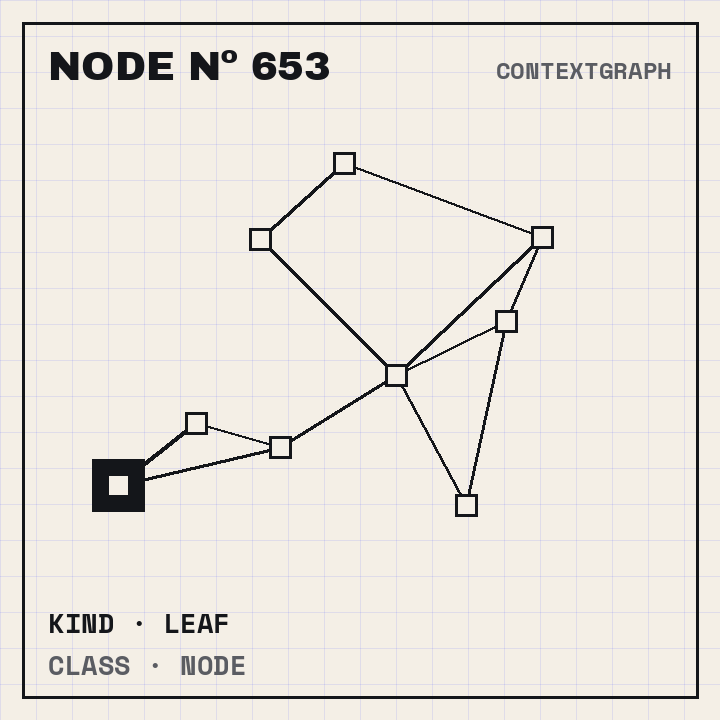 NODE Nº 653
CONTEXTGRAPH
KIND · LEAF
CLASS · NODE